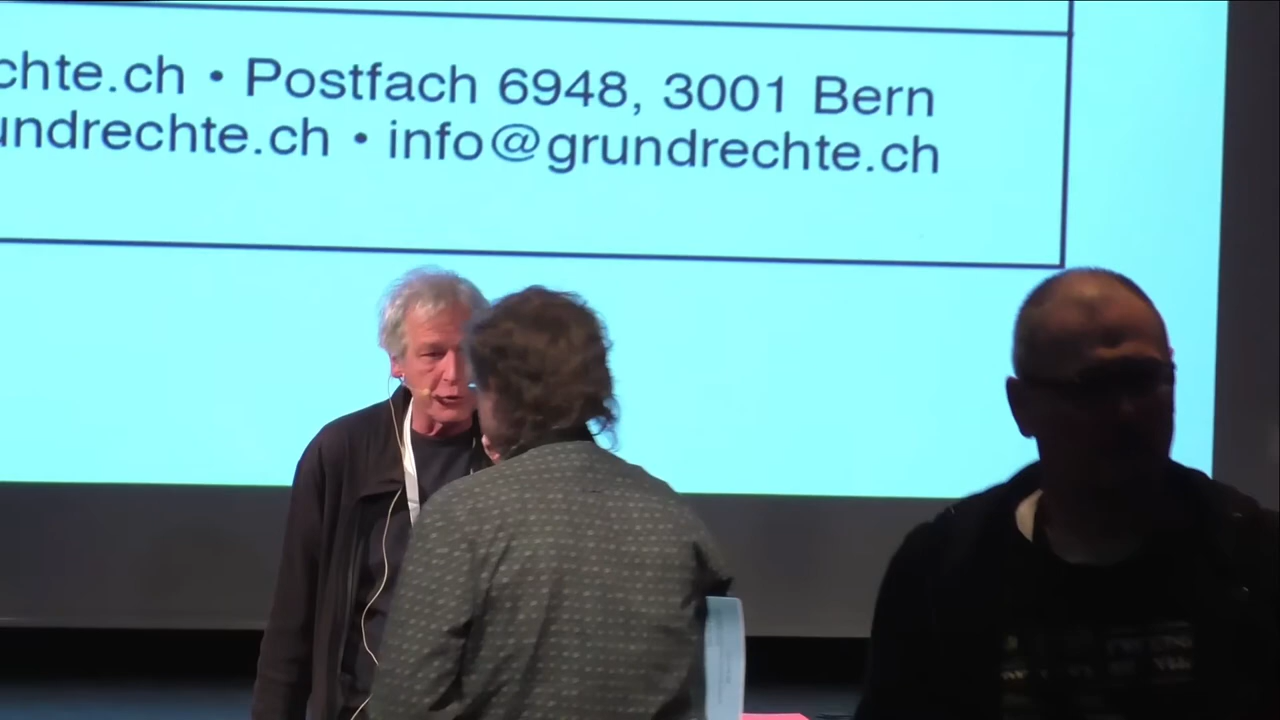 chte.ch • Postfach 6948, 3001 Bern
undrechte.ch • info@grundrechte.ch